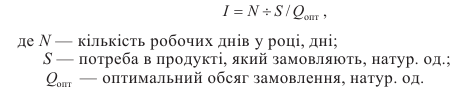 I = N ÷ S / Qопт ,
де N — кількість робочих днів у році, дні;
S — потреба в продукті, який замовляють, натур. од.;
Qопт — оптимальний обсяг замовлення, натур. од.